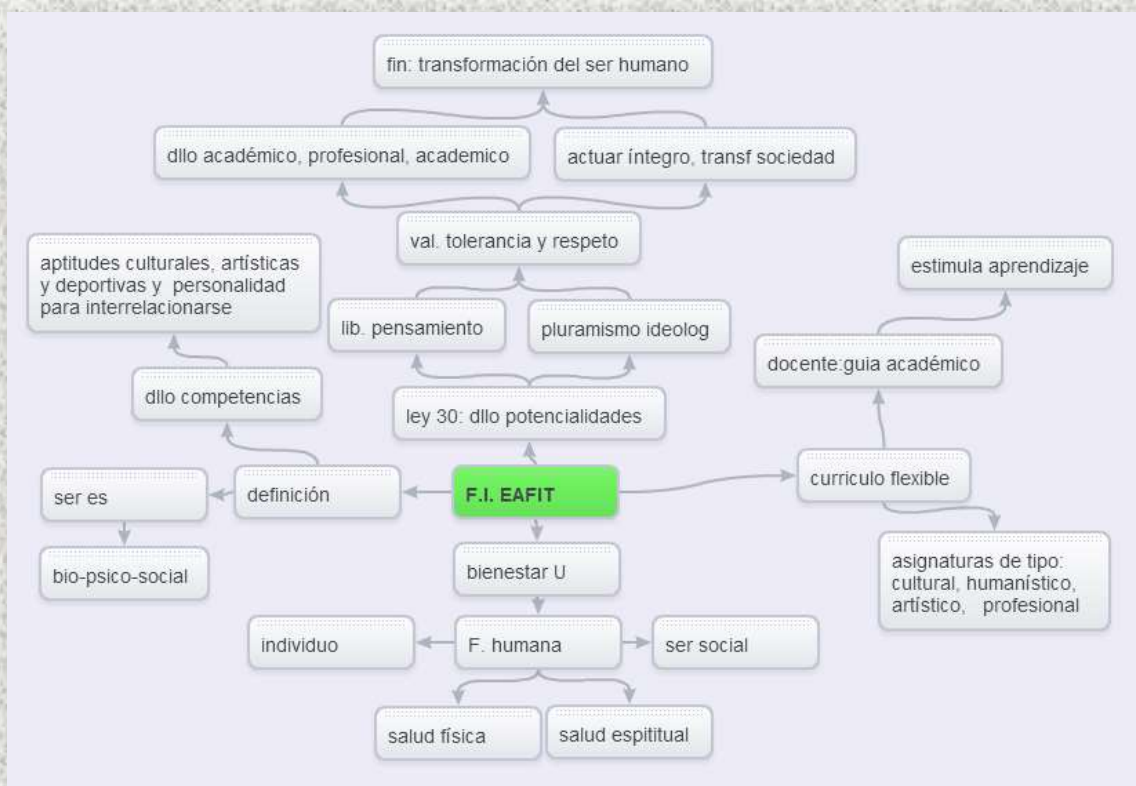 fin: transformación del ser humano
dllo académico, profesional, academico
actuar íntegro, transf sociedad
val. tolerancia y respeto
aptitudes culturales, artísticas
y deportivas y personalidad
para interrelacionarse
estimula aprendizaje
lib. pensamiento
pluramismo ideolog
docente:guia académico
dllo competencias
ley 30: dllo potencialidades
curriculo flexible
ser es
definición
F.I. EAFIT
bio-psico-social
bienestar U
asignaturas de tipo:
cultural, humanístico,
artístico, profesional
individuo
F. humana
ser social
salud física
salud espititual